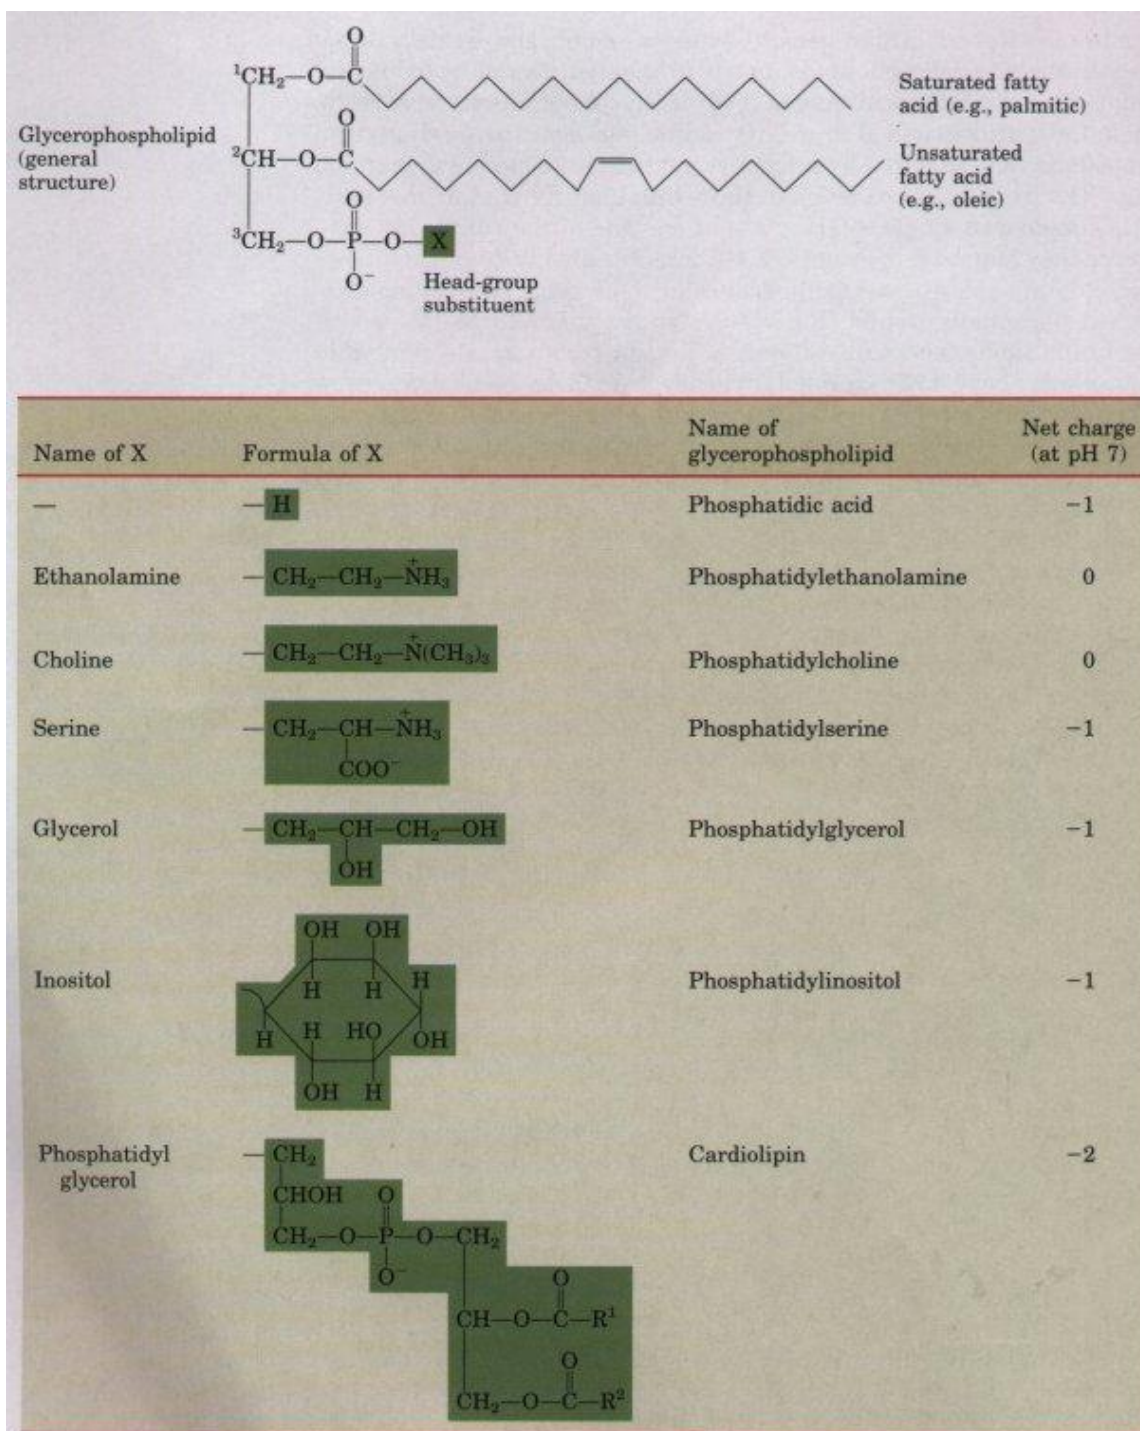 O
¹CH₂—O—C
Saturated fatty
acid (e.g., palmitic)
Glycerophospholipid
(general
structure)
O
²CH—O—C
Unsaturated
fatty acid
(e.g., oleic)
O
³CH₂—O—P—O—X
O⁻
Head-group
substituent
Name of X
Formula of X
Name of
glycerophospholipid
Net charge
(at pH 7)
—
—H
Phosphatidic acid
−1
Ethanolamine
—CH₂—CH₂—N⁺H₃
Phosphatidylethanolamine
0
Choline
—CH₂—CH₂—N⁺(CH₃)₃
Phosphatidylcholine
0
Serine
—CH₂—CH—N⁺H₃
COO⁻
Phosphatidylserine
−1
Glycerol
—CH₂—CH—CH₂—OH
OH
Phosphatidylglycerol
−1
Inositol
OH OH
H H H
H H HO OH
OH H
Phosphatidylinositol
−1
Phosphatidyl
glycerol
—CH₂
CHOH O
CH₂—O—P—O—CH₂
O⁻
O
CH—O—C—R¹
O
CH₂—O—C—R²
Cardiolipin
−2